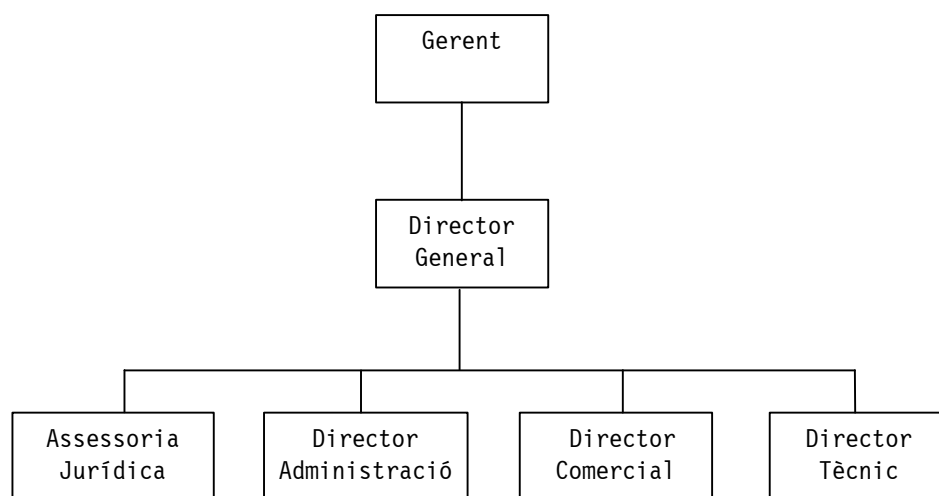 Gerent
Director
General
Assessoria
Jurídica
Director
Administració
Director
Comercial
Director
Tècnic